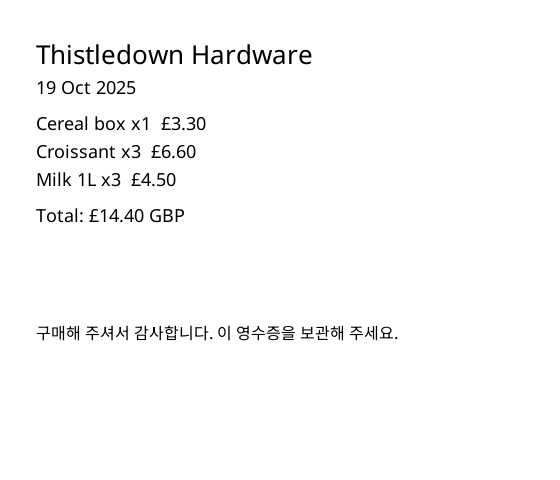 Thistledown Hardware
19 Oct 2025
Cereal box x1  £3.30
Croissant x3  £6.60
Milk 1L x3  £4.50
Total: £14.40 GBP
구매해 주셔서 감사합니다. 이 영수증을 보관해 주세요.